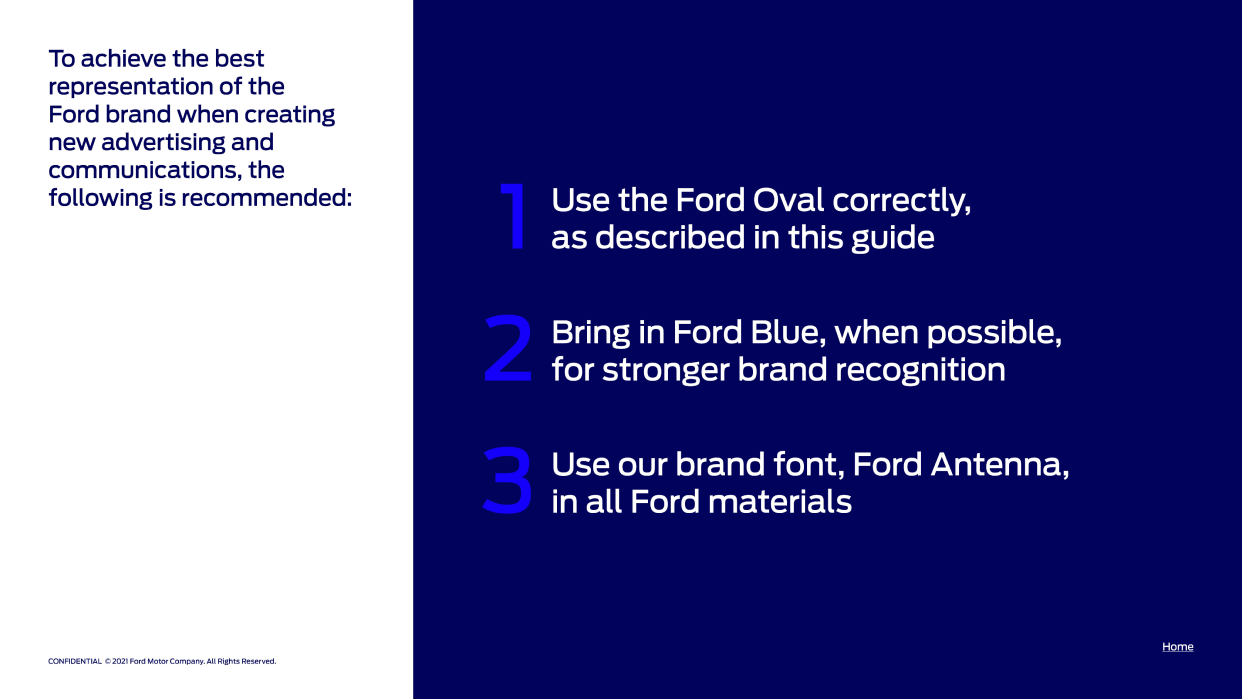 To achieve the best
representation of the
Ford brand when creating
new advertising and
communications, the
following is recommended:
1
Use the Ford Oval correctly,
as described in this guide
2
Bring in Ford Blue, when possible,
for stronger brand recognition
3
Use our brand font, Ford Antenna,
in all Ford materials
CONFIDENTIAL © 2021 Ford Motor Company. All Rights Reserved.
Home